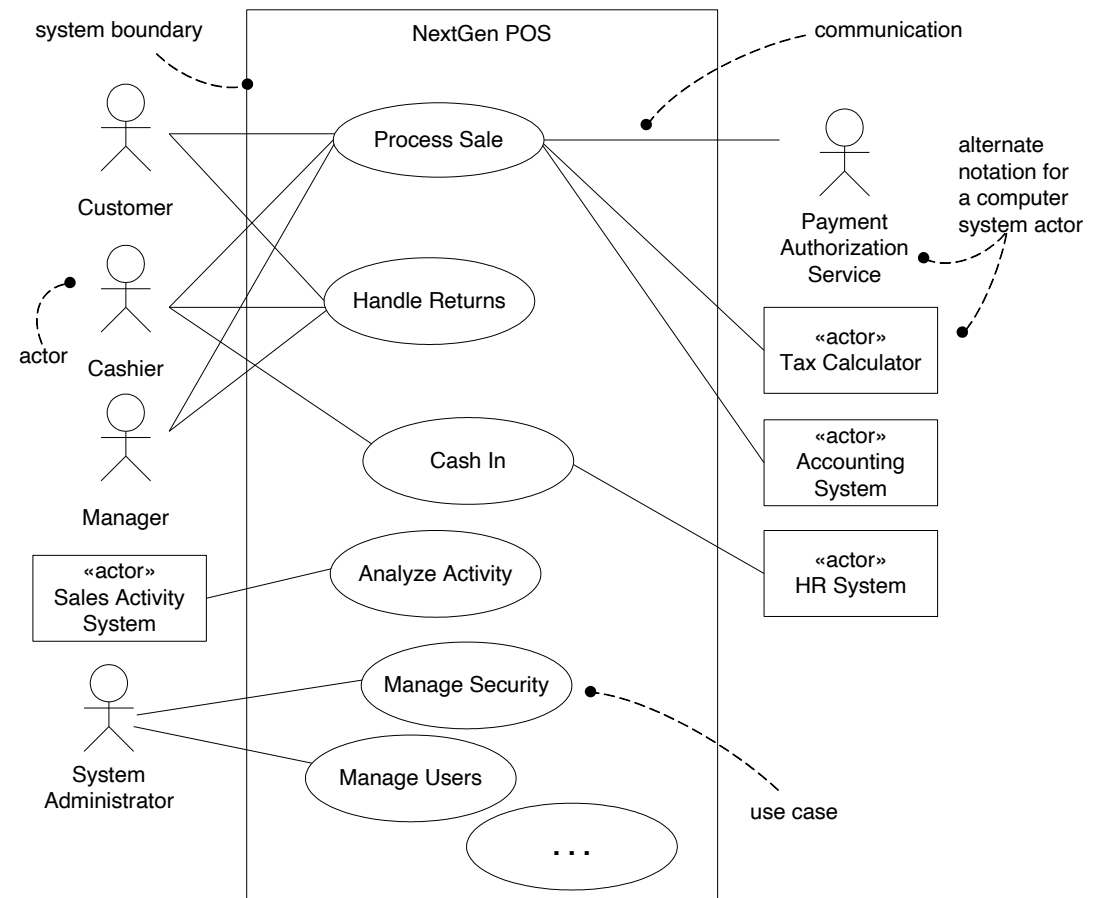 system boundary
NextGen POS
communication
Process Sale
alternate
notation for
a computer
system actor
Customer
Payment
Authorization
Service
Handle Returns
actor
Cashier
«actor»
Tax Calculator
«actor»
Accounting
System
Cash In
Manager
«actor»
Sales Activity
System
Analyze Activity
«actor»
HR System
Manage Security
System
Administrator
Manage Users
use case
. . .